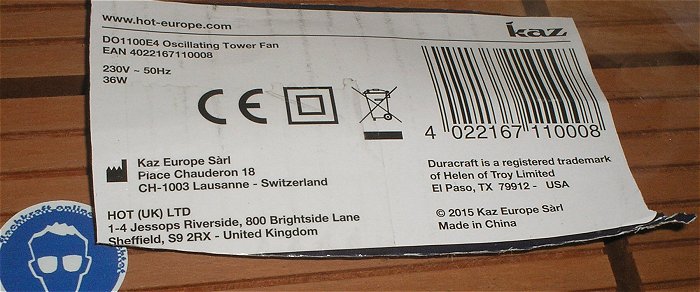 www.hot-europe.com
kaz
DO1100E4 Oscillating Tower Fan
EAN 4022167110008
230V ~ 50Hz
36W
CE
4 022167 110008
Kaz Europe Sàrl
Place Chauderon 18
CH-1003 Lausanne - Switzerland
Duracraft is a registered trademark
of Helen of Troy Limited
El Paso, TX 79912 - USA
HOT (UK) LTD
1-4 Jessops Riverside, 800 Brightside Lane
Sheffield, S9 2RX - United Kingdom
© 2015 Kaz Europe Sàrl
Made in China
fachkraft.online